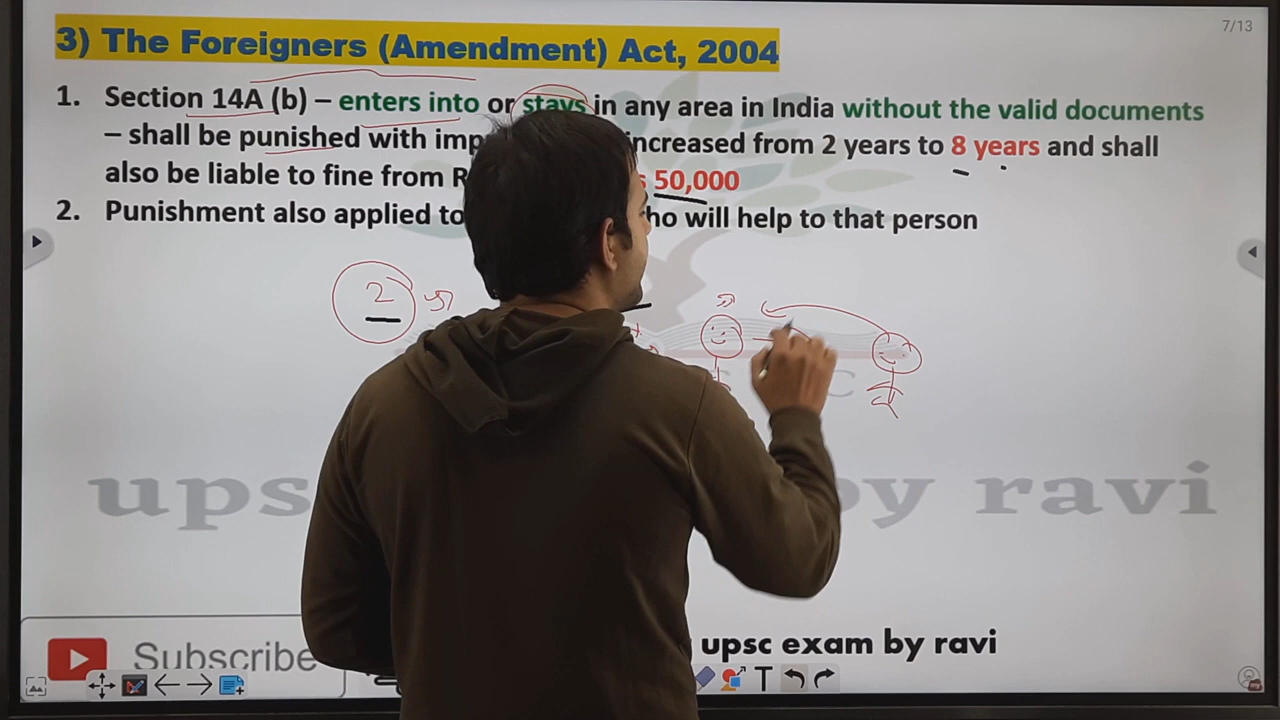 7/13
3) The Foreigners (Amendment) Act, 2004
1. Section 14A (b) – enters into or stays in any area in India without the valid documents
– shall be punished with increased from 2 years to 8 years and shall
also be liable to fine from 50,000
2. Punishment also applied to will help to that person
2
upsc by ravi
Subscribe
upsc exam by ravi
T